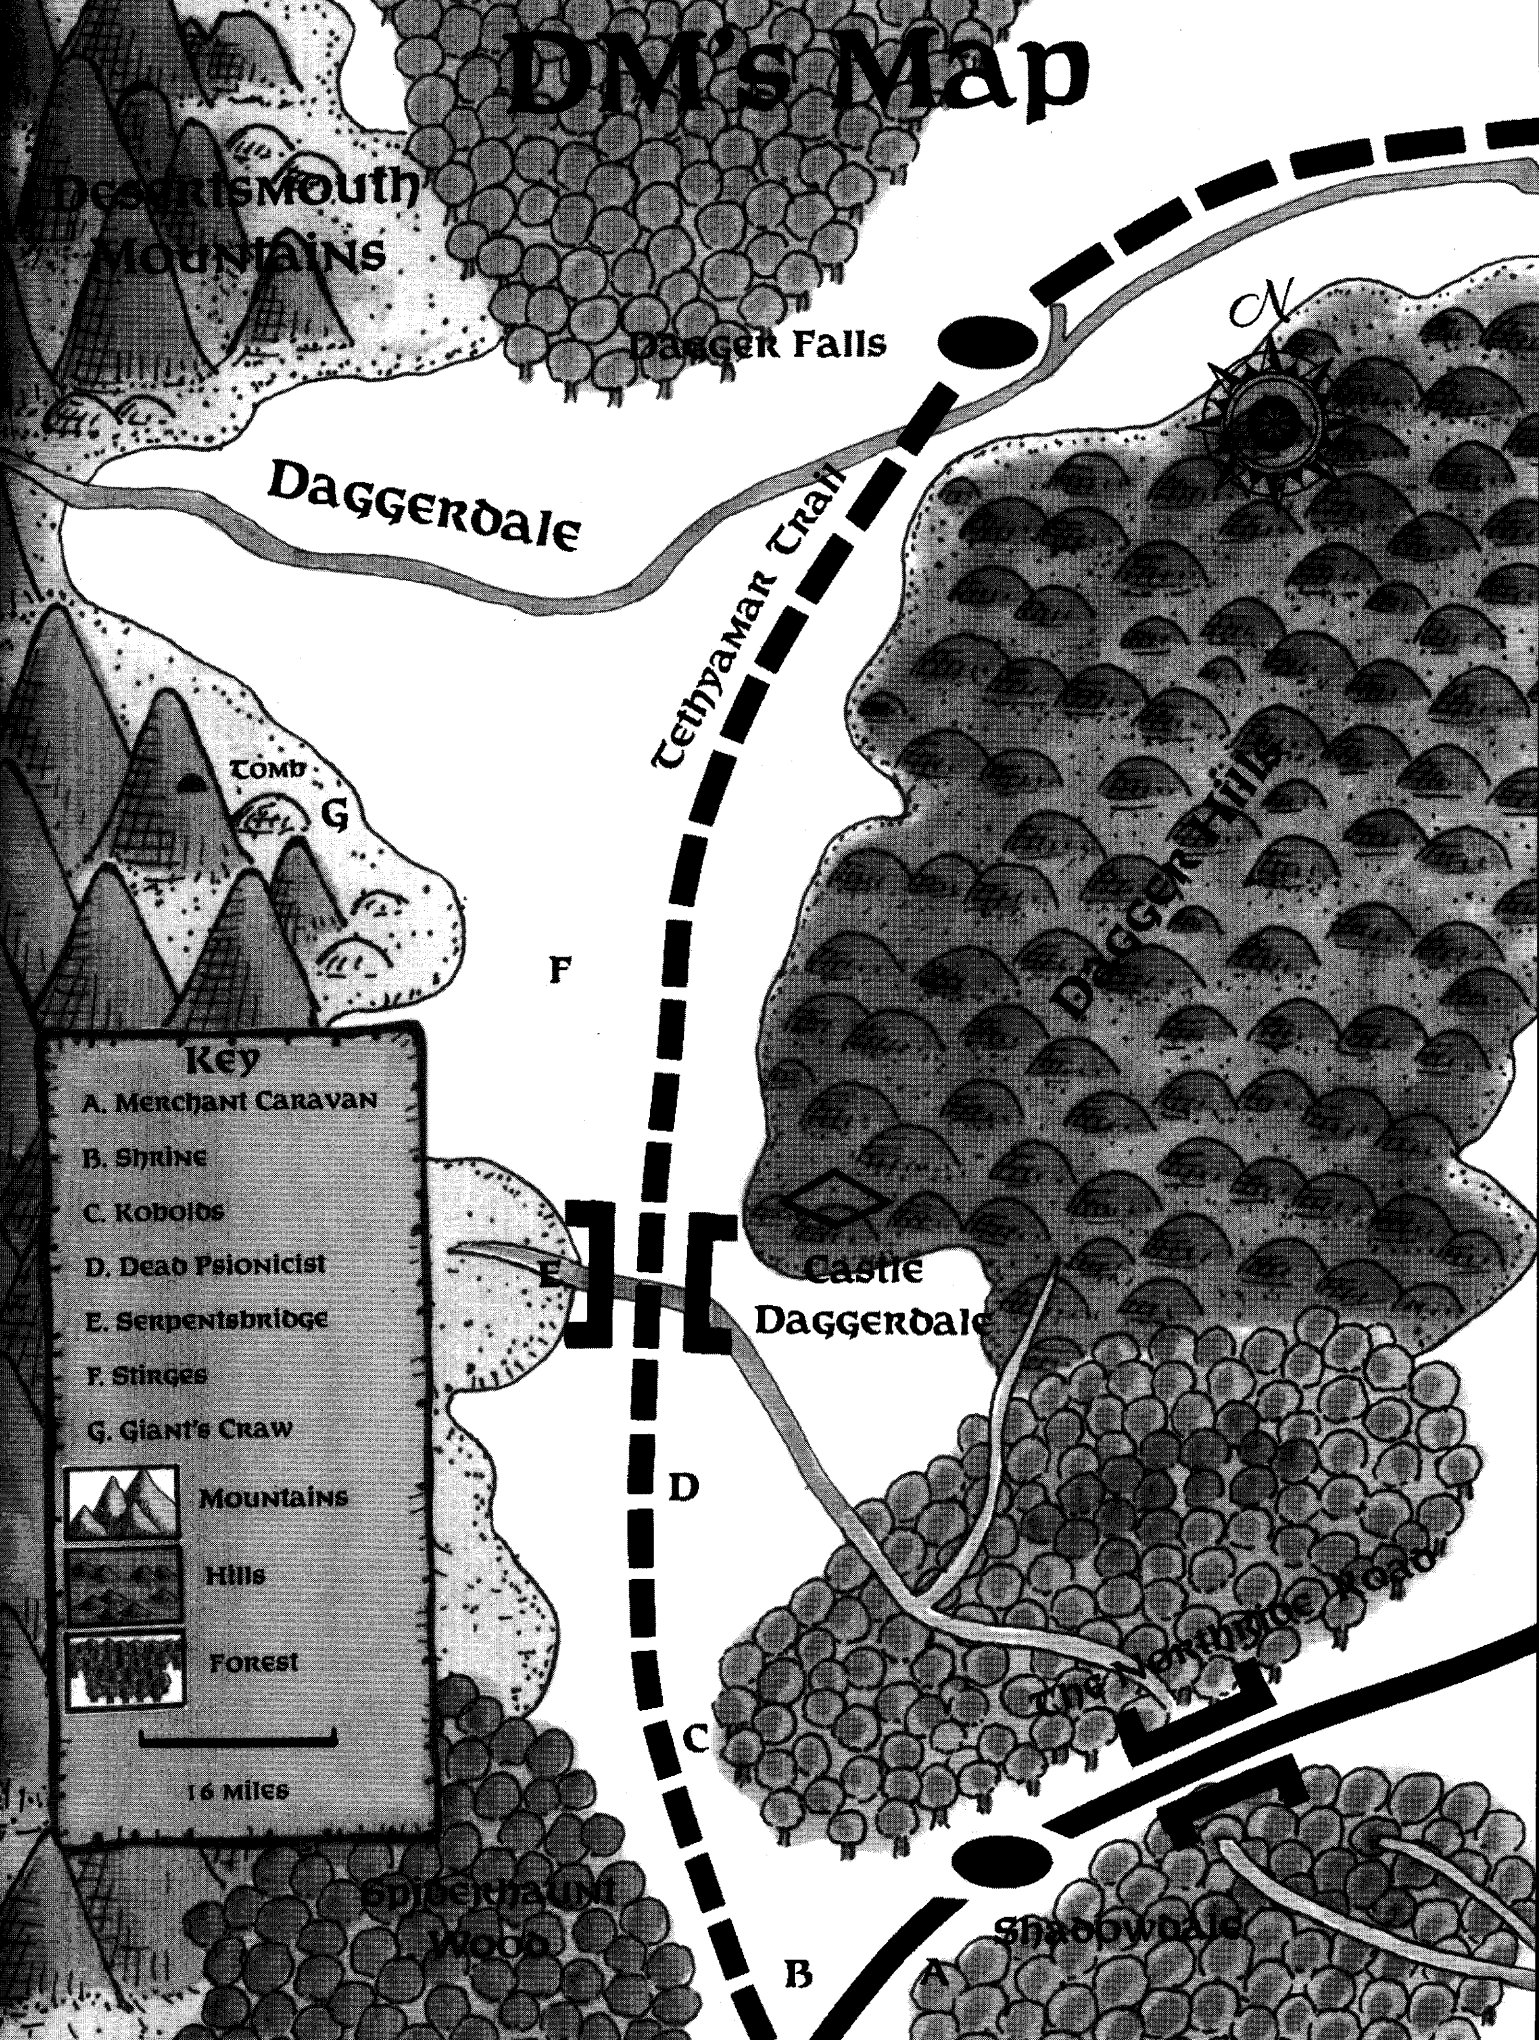 DM's Map
Desertsmouth
Mountains
N
Dagger Falls
Daggerdale
Tethyamar Trail
Tomb
G
Dagger Hills
F
Key
A. Merchant Caravan
B. Shrine
C. Kobolds
D. Dead Psionicist
E. Serpentsbridge
F. Stirges
G. Giant's Craw
Mountains
Hills
Forest
16 miles
E
Castle
Daggerdale
D
The Northride Road
C
Spiderhaunt
Wood
Shadowdale
B
A